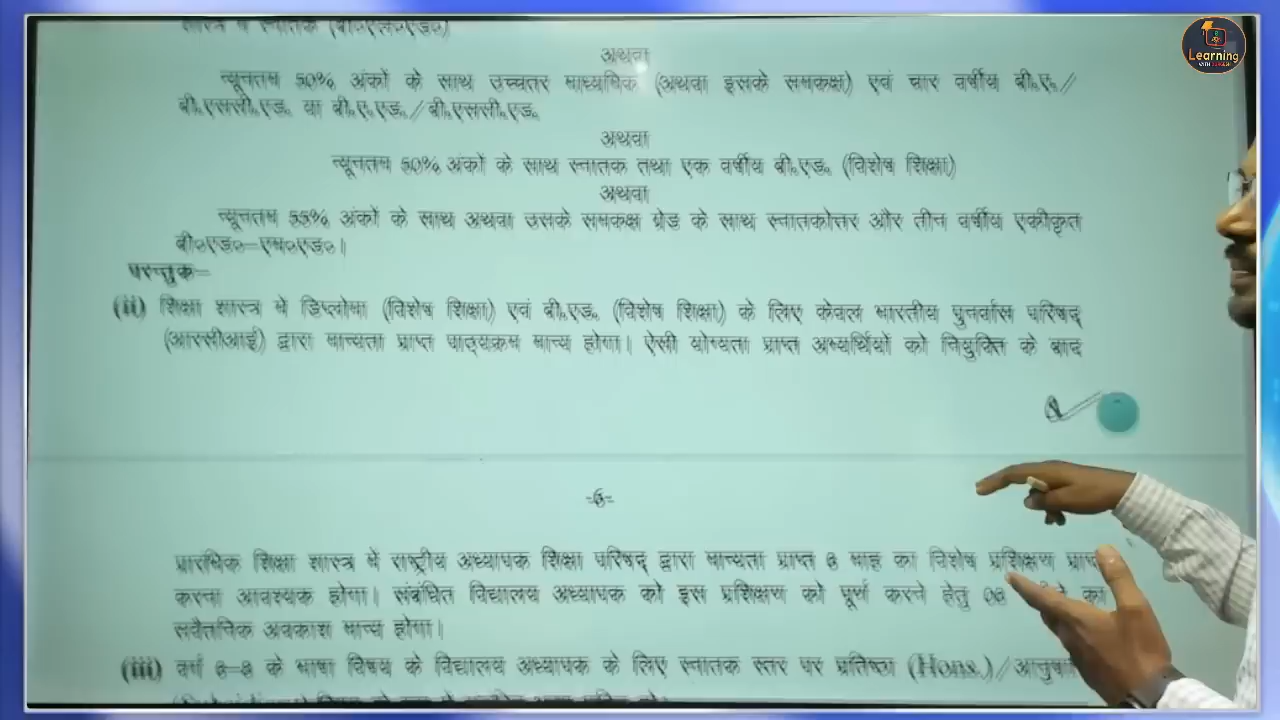 शास्त्र में स्नातक (बी०एल०एड०)
अथवा
न्यूनतम 50% अंकों के साथ उच्चतर माध्यमिक (अथवा इसके समकक्ष) एवं चार वर्षीय बी.ए./
बी.एससी.एड. या बी.ए.एड./बी.एससी.एड.
अथवा
न्यूनतम 50% अंकों के साथ स्नातक तथा एक वर्षीय बी.एड. (विशेष शिक्षा)
अथवा
न्यूनतम 55% अंकों के साथ अथवा उसके समकक्ष ग्रेड के साथ स्नातकोत्तर और तीन वर्षीय एकीकृत
बी०एड०–एम०एड०।
परन्तुक–
(ii) शिक्षा शास्त्र में डिप्लोमा (विशेष शिक्षा) एवं बी.एड. (विशेष शिक्षा) के लिए केवल भारतीय पुनर्वास परिषद्
(आरसीआई) द्वारा मान्यता प्राप्त पाठ्यक्रम मान्य होगा। ऐसी योग्यता प्राप्त अभ्यर्थियों को नियुक्ति के बाद
-6-
प्रारंभिक शिक्षा शास्त्र में राष्ट्रीय अध्यापक शिक्षा परिषद् द्वारा मान्यता प्राप्त 6 माह का विशेष प्रशिक्षण प्राप्त
करना आवश्यक होगा। संबंधित विद्यालय अध्यापक को इस प्रशिक्षण को पूर्ण करने हेतु 06 का
सवैतनिक अवकाश मान्य होगा।
(iii) वर्ग 6–8 के भाषा विषय के विद्यालय अध्यापक के लिए स्नातक स्तर पर प्रतिष्ठा (Hons.)/
Learning